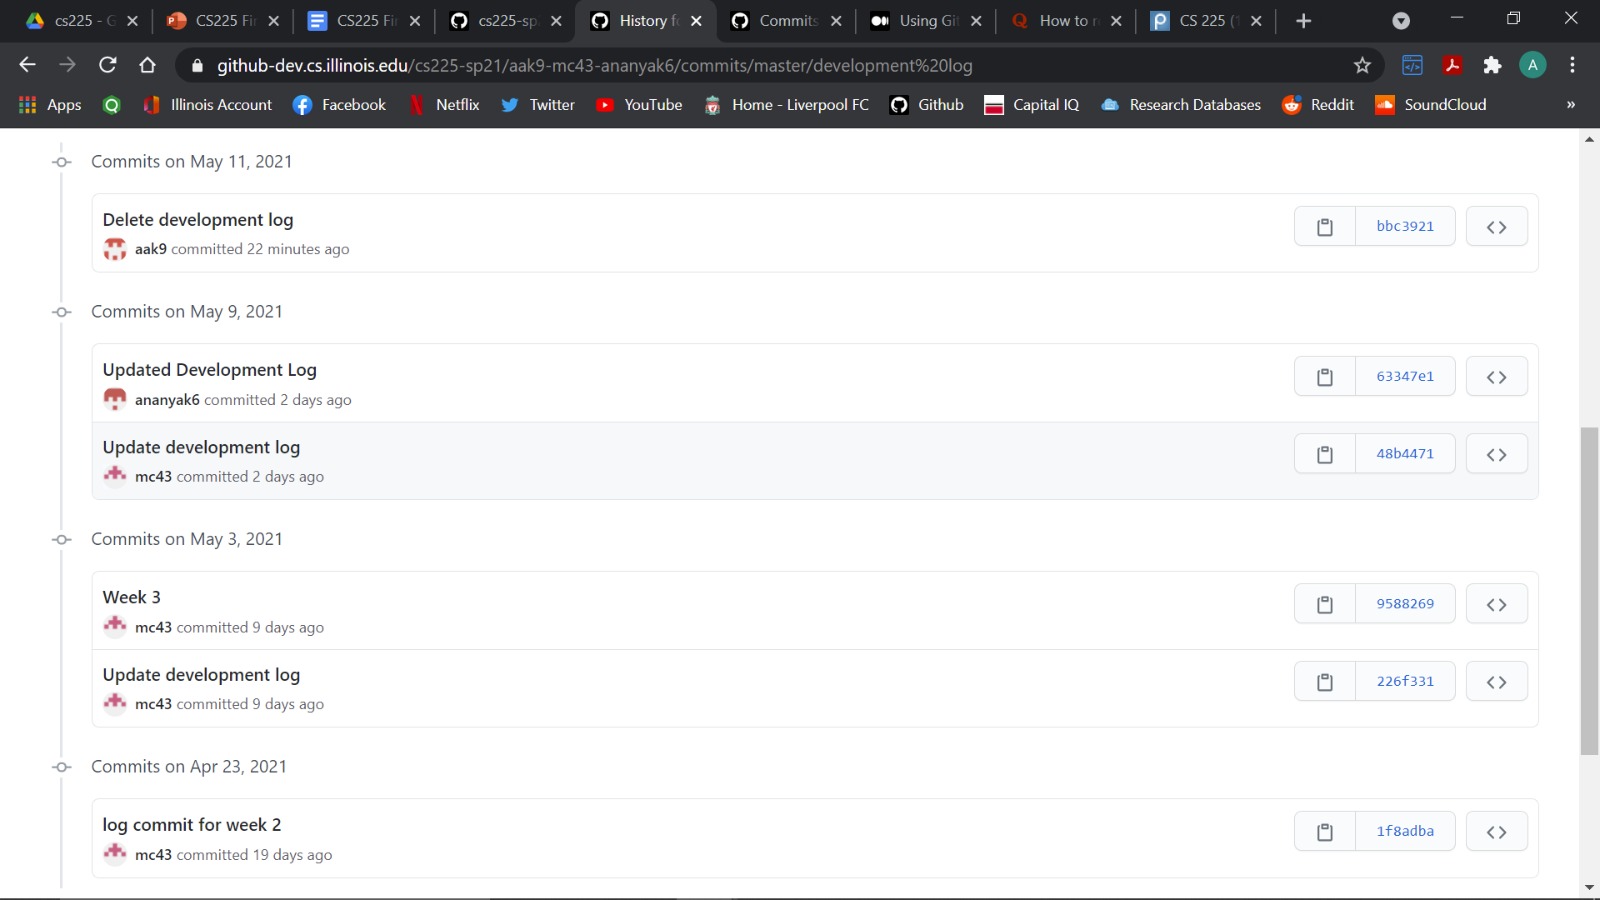 cs225 - G
CS225 Fi
CS225 Fi
cs225-sp
History f
Commits
Using Git
How to r
CS 225 (
github-dev.cs.illinois.edu/cs225-sp21/aak9-mc43-ananyak6/commits/master/development%20log
A
Apps
Illinois Account
Facebook
Netflix
Twitter
YouTube
Home - Liverpool FC
Github
Capital IQ
Research Databases
Reddit
SoundCloud
»
Commits on May 11, 2021
Delete development log
bbc3921
aak9 committed 22 minutes ago
Commits on May 9, 2021
Updated Development Log
63347e1
ananyak6 committed 2 days ago
Update development log
48b4471
mc43 committed 2 days ago
Commits on May 3, 2021
Week 3
9588269
mc43 committed 9 days ago
Update development log
226f331
mc43 committed 9 days ago
Commits on Apr 23, 2021
log commit for week 2
1f8adba
mc43 committed 19 days ago